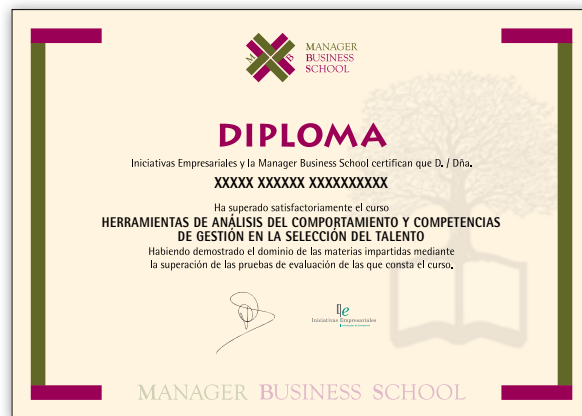 MANAGER
BUSINESS
SCHOOL
M B
DIPLOMA
Iniciativas Empresariales y la Manager Business School certifican que D. / Dña.
XXXXX XXXXXX XXXXXXXXXX
Ha superado satisfactoriamente el curso
HERRAMIENTAS DE ANÁLISIS DEL COMPORTAMIENTO Y COMPETENCIAS
DE GESTIÓN EN LA SELECCIÓN DEL TALENTO
Habiendo demostrado el dominio de las materias impartidas mediante
la superación de las pruebas de evaluación de las que consta el curso.
Iniciativas Empresariales
MANAGER BUSINESS SCHOOL